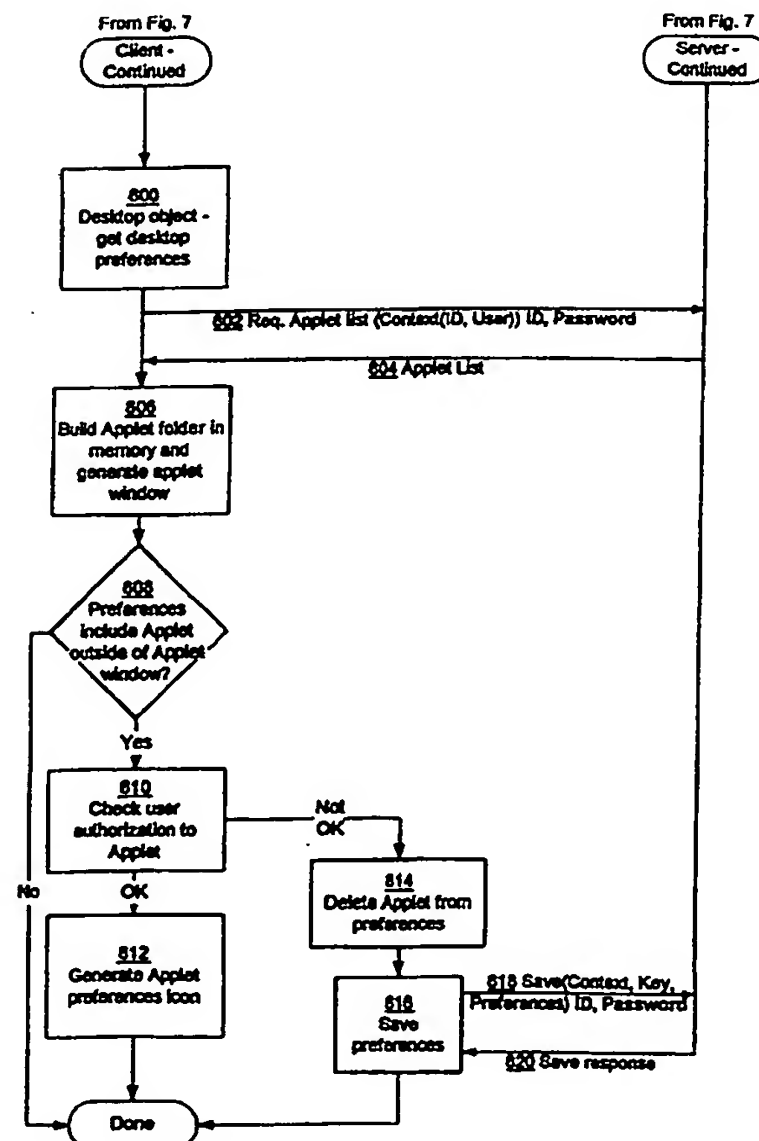 From Fig. 7
Client -
Continued
From Fig. 7
Server -
Continued
800
Desktop object -
get desktop
preferences
802 Req. Applet list (Context(ID, User)) ID, Password
804 Applet List
806
Build Applet folder in
memory and
generate applet
window
808
Preferences
include Applet
outside of Applet
window?
Yes
810
Check user
authorization to
Applet
Not
OK
No
OK
814
Delete Applet from
preferences
812
Generate Applet
preferences icon
816
Save
preferences
818 Save(Context, Key,
Preferences) ID, Password
820 Save response
Done